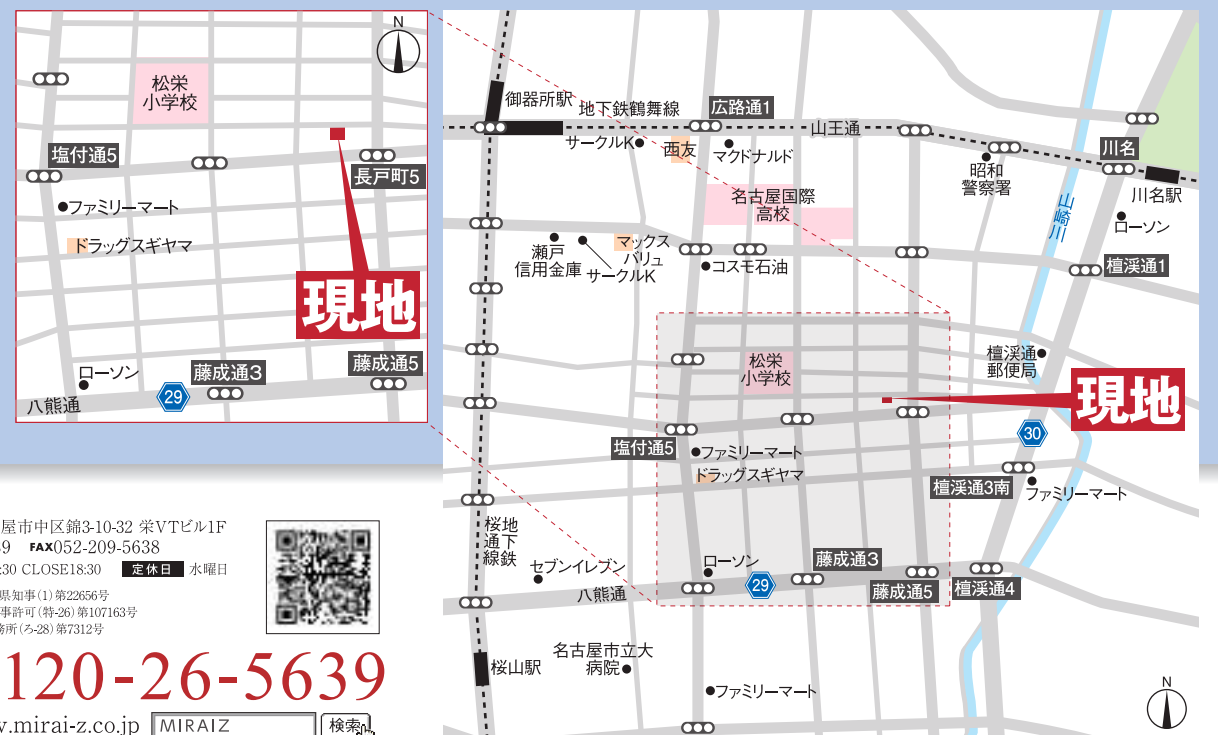 N
松栄
小学校
塩付通5
長戸町5
ファミリーマート
ドラッグスギヤマ
現地
ローソン
藤成通3
藤成通5
八熊通
29
御器所駅
地下鉄鶴舞線
広路通1
山王通
サークルK
西友
マクドナルド
昭和
警察署
川名
川名駅
名古屋国際
高校
山崎川
ローソン
瀬戸
信用金庫
サークルK
マックス
バリュ
コスモ石油
檀渓通1
松栄
小学校
檀渓通
郵便局
現地
30
塩付通5
ファミリーマート
ドラッグスギヤマ
檀渓通3南
ファミリーマート
桜通線
地下鉄
セブンイレブン
ローソン
八熊通
29
藤成通3
藤成通5
檀渓通4
桜山駅
名古屋市立大
病院
ファミリーマート
N
屋市中区錦3-10-32 栄VTビル1F
9 FAX052-209-5638
:30 CLOSE18:30 定休日 水曜日
県知事(1)第22656号
事許可(特-26)第107163号
務所(ろ-28)第7312号
120-26-5639
w.mirai-z.co.jp MIRAIZ 検索